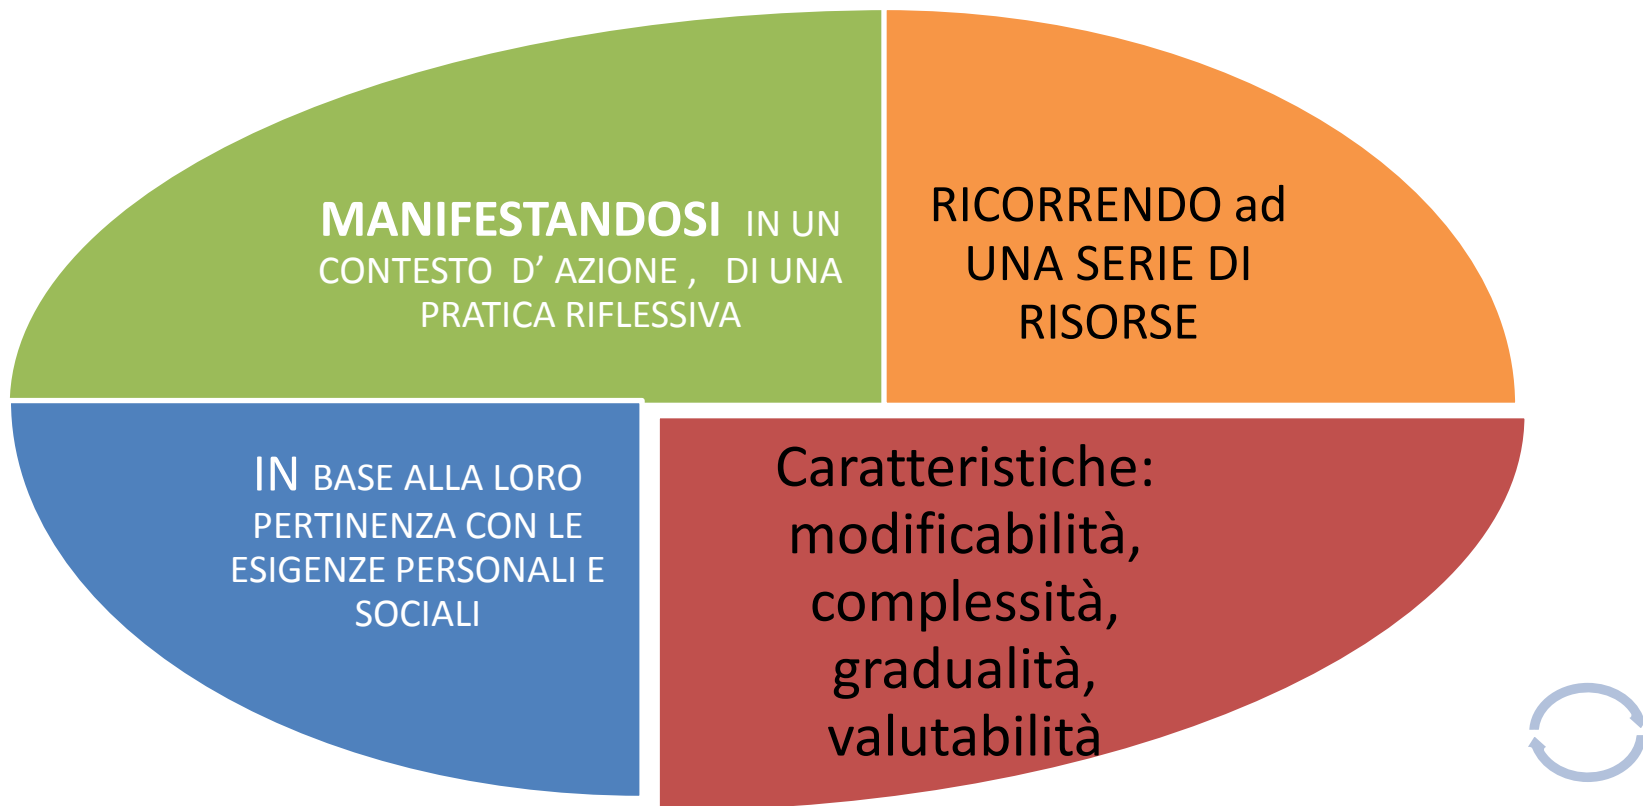 MANIFESTANDOSI IN UN
CONTESTO D’ AZIONE , DI UNA
PRATICA RIFLESSIVA
RICORRENDO ad
UNA SERIE DI
RISORSE
IN BASE ALLA LORO
PERTINENZA CON LE
ESIGENZE PERSONALI E
SOCIALI
Caratteristiche:
modificabilità,
complessità,
gradualità,
valutabilità